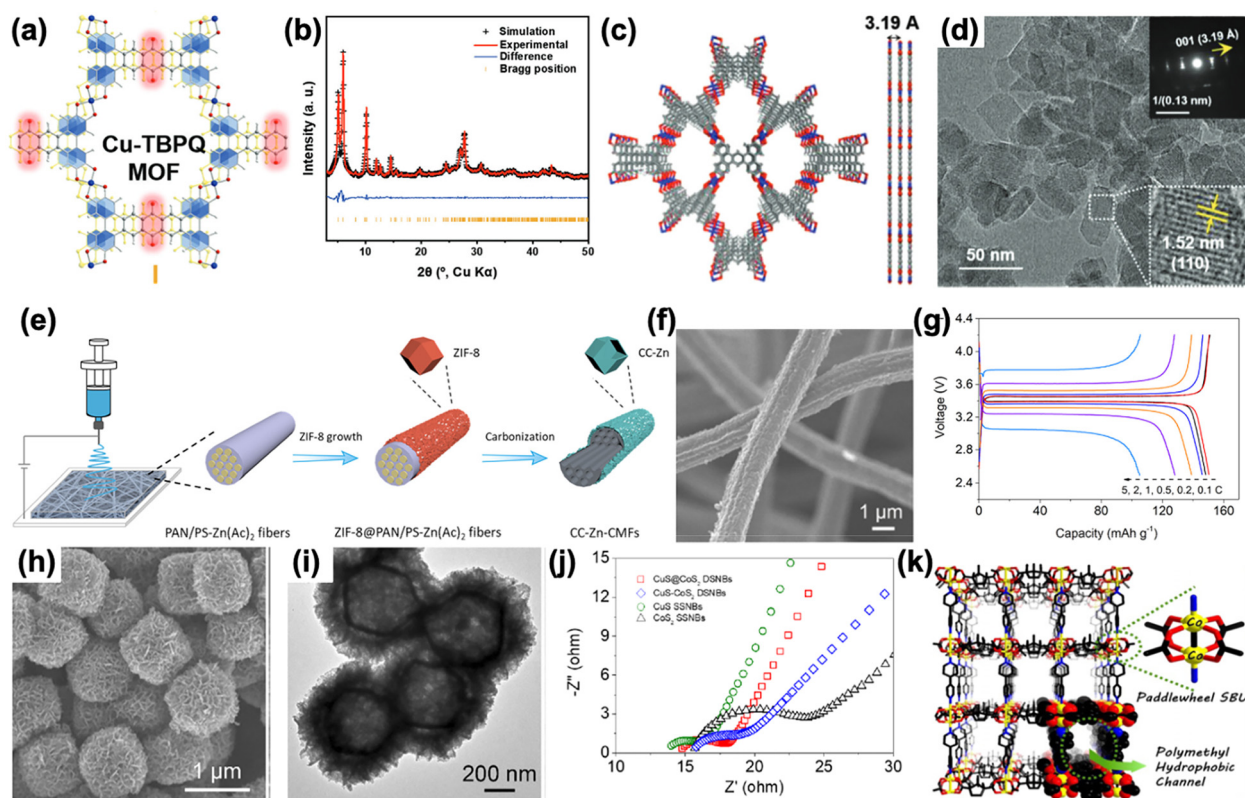 (a)
Cu-TBPQ
MOF
(b)
Intensity (a. u.)
Simulation
Experimental
Difference
Bragg position
10
20
30
40
50
2θ (°, Cu Kα)
(c)
3.19 Å
(d)
001 (3.19 Å)
1/(0.13 nm)
1.52 nm
(110)
50 nm
(e)
ZIF-8
CC-Zn
ZIF-8 growth
Carbonization
PAN/PS-Zn(Ac)₂ fibers
ZIF-8@PAN/PS-Zn(Ac)₂ fibers
CC-Zn-CMFs
(f)
1 μm
(g)
Voltage (V)
4.4
4.0
3.6
3.2
2.8
2.4
5, 2, 1, 0.5, 0.2, 0.1 C
0
40
80
120
160
Capacity (mAh g⁻¹)
(h)
1 μm
(i)
200 nm
(j)
-Z'' (ohm)
15
12
9
6
3
0
CuS@CoS₂ DSNBs
CuS-CoS₂ DSNBs
CuS SSNBs
CoS₂ SSNBs
10
15
20
25
30
Z' (ohm)
(k)
Co
Co
Paddlewheel SBU
Polymethyl
Hydrophobic
Channel